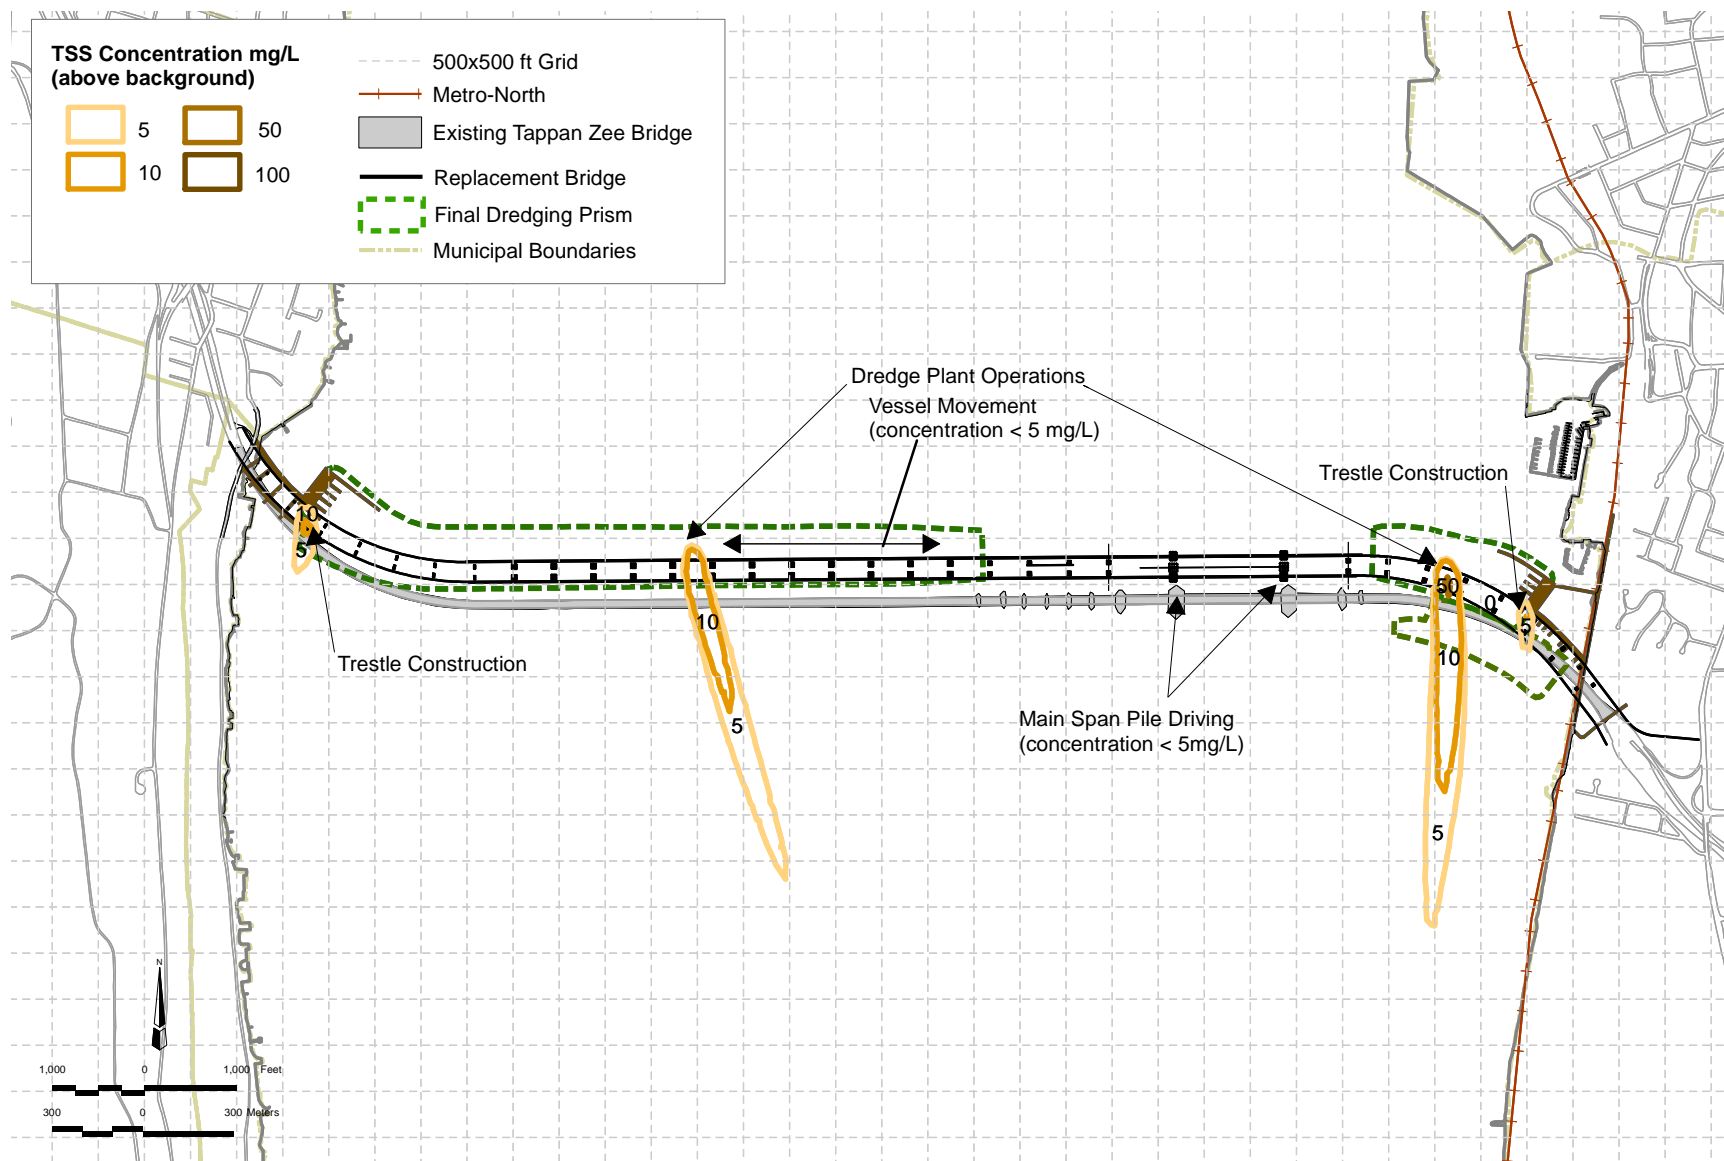 TSS Concentration mg/L
(above background)
5
50
10
100
500x500 ft Grid
Metro-North
Existing Tappan Zee Bridge
Replacement Bridge
Final Dredging Prism
Municipal Boundaries
Dredge Plant Operations
Vessel Movement
(concentration < 5 mg/L)
Trestle Construction
10
5
50
0
5
10
10
Trestle Construction
5
Main Span Pile Driving
(concentration < 5mg/L)
5
N
1,000 0 1,000 Feet
300 0 300 Meters